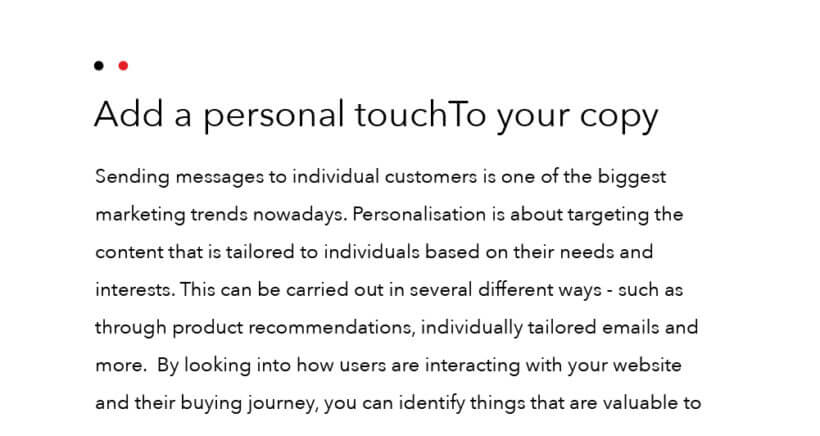 Add a personal touchTo your copy
Sending messages to individual customers is one of the biggest
marketing trends nowadays. Personalisation is about targeting the
content that is tailored to individuals based on their needs and
interests. This can be carried out in several different ways - such as
through product recommendations, individually tailored emails and
more.  By looking into how users are interacting with your website
and their buying journey, you can identify things that are valuable to